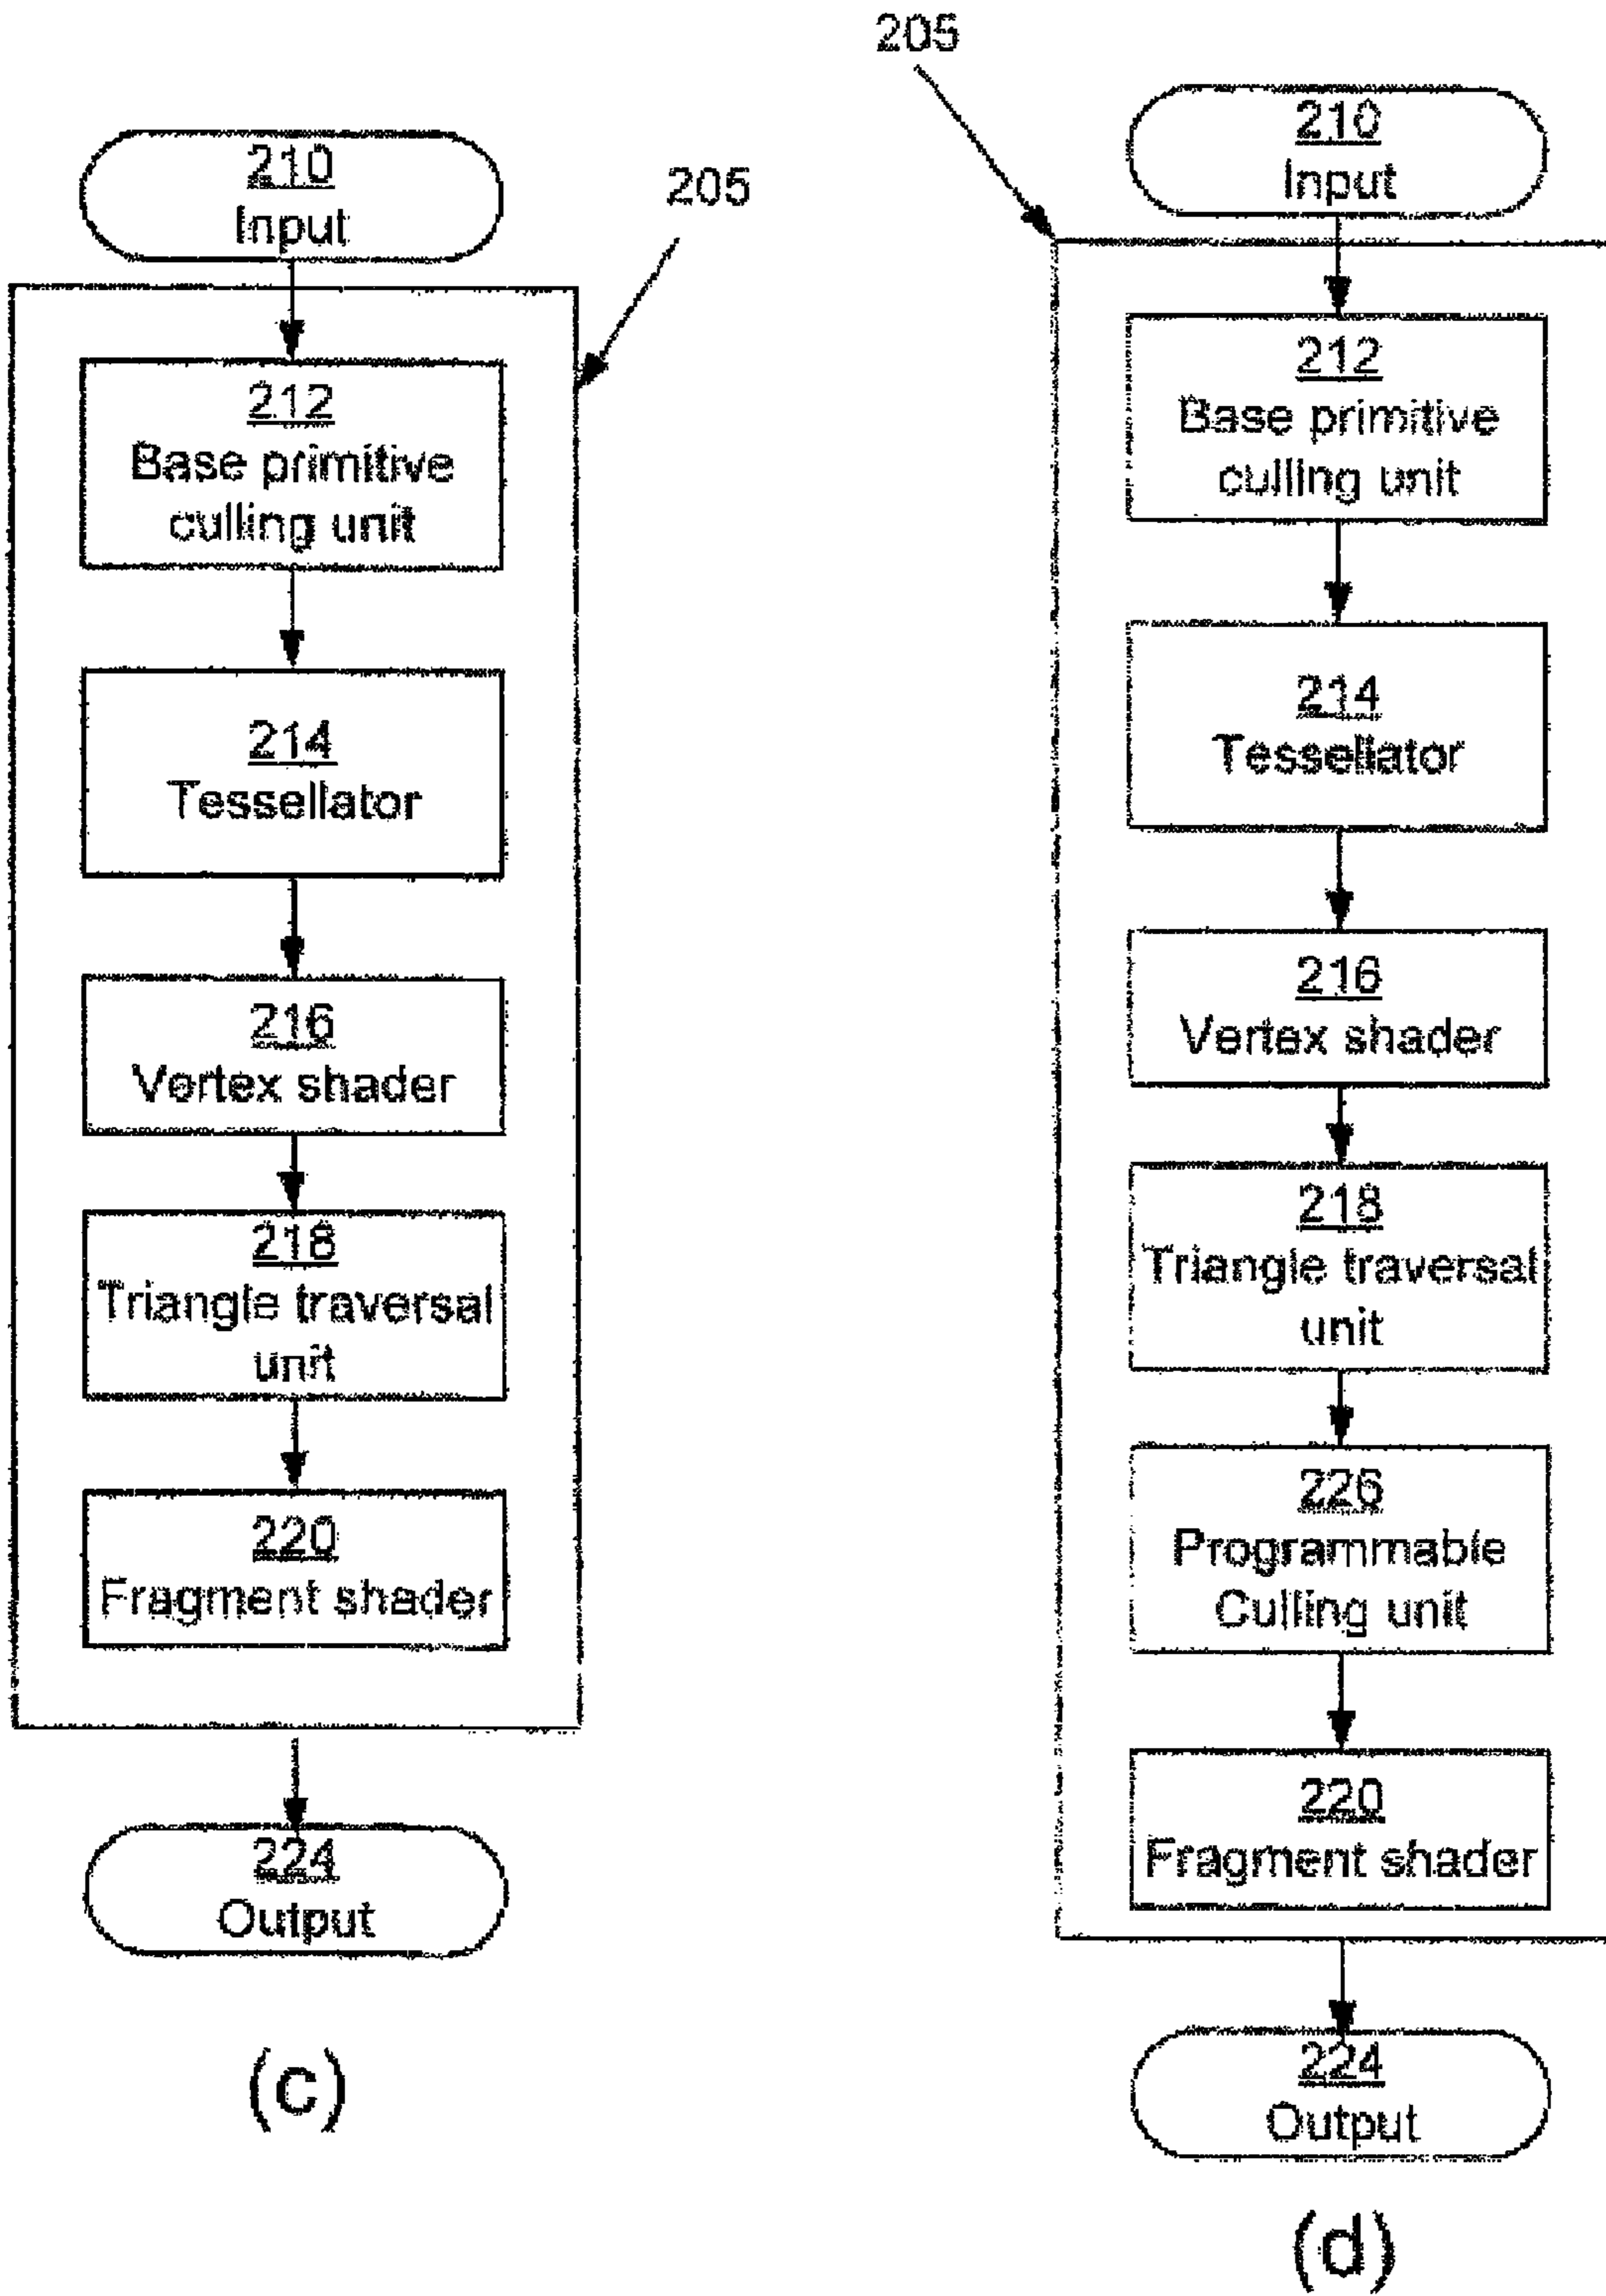 205
210
Input
212
Base primitive
culling unit
214
Tessellator
216
Vertex shader
218
Triangle traversal
unit
220
Fragment shader
224
Output
(c)
205
210
Input
212
Base primitive
culling unit
214
Tessellator
216
Vertex shader
218
Triangle traversal
unit
226
Programmable
Culling unit
220
Fragment shader
224
Output
(d)